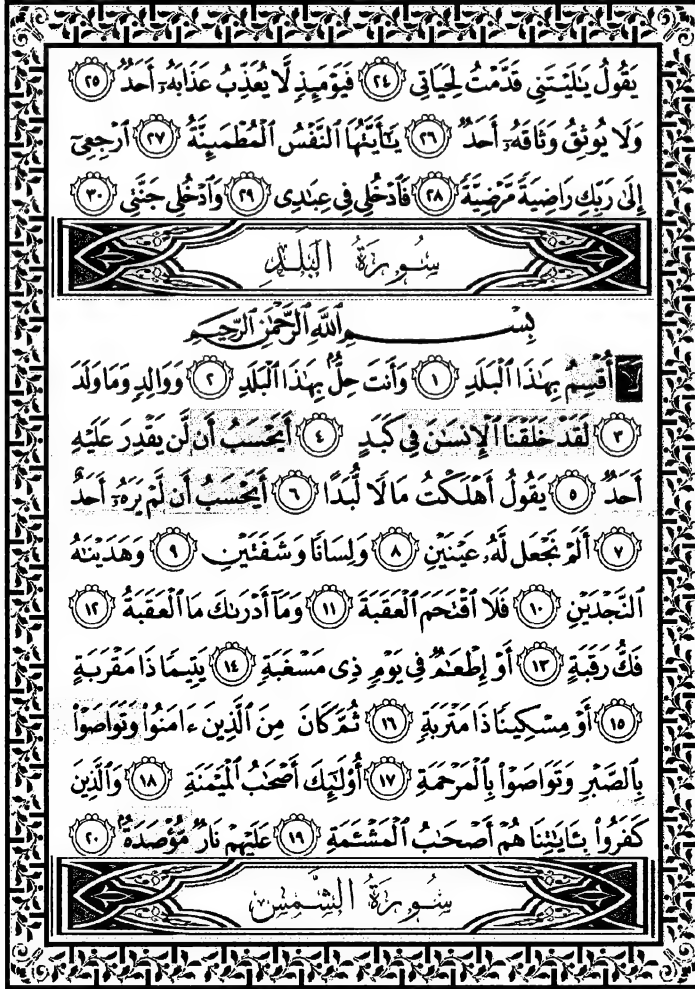 يَقُولُ يَٰلَيْتَنِى قَدَّمْتُ لِحَيَاتِى ٢٤ فَيَوْمَئِذٍ لَّا يُعَذِّبُ عَذَابَهُۥٓ أَحَدٌ ٢٥
وَلَا يُوثِقُ وَثَاقَهُۥٓ أَحَدٌ ٢٦ يَٰٓأَيَّتُهَا ٱلنَّفْسُ ٱلْمُطْمَئِنَّةُ ٢٧ ٱرْجِعِىٓ
إِلَىٰ رَبِّكِ رَاضِيَةً مَّرْضِيَّةً ٢٨ فَٱدْخُلِى فِى عِبَٰدِى ٢٩ وَٱدْخُلِى جَنَّتِى ٣٠
سُورَةُ البَلَدِ
بِسْمِ ٱللَّهِ ٱلرَّحْمَٰنِ ٱلرَّحِيمِ
أُقْسِمُ بِهَٰذَا ٱلْبَلَدِ ١ وَأَنتَ حِلٌّۢ بِهَٰذَا ٱلْبَلَدِ ٢ وَوَالِدٍ وَمَا وَلَدَ
٣ لَقَدْ خَلَقْنَا ٱلْإِنسَٰنَ فِى كَبَدٍ ٤ أَيَحْسَبُ أَن لَّن يَقْدِرَ عَلَيْهِ
أَحَدٌ ٥ يَقُولُ أَهْلَكْتُ مَالًا لُّبَدًا ٦ أَيَحْسَبُ أَن لَّمْ يَرَهُۥٓ أَحَدٌ
٧ أَلَمْ نَجْعَل لَّهُۥ عَيْنَيْنِ ٨ وَلِسَانًا وَشَفَتَيْنِ ٩ وَهَدَيْنَٰهُ
ٱلنَّجْدَيْنِ ١٠ فَلَا ٱقْتَحَمَ ٱلْعَقَبَةَ ١١ وَمَآ أَدْرَىٰكَ مَا ٱلْعَقَبَةُ ١٢
فَكُّ رَقَبَةٍ ١٣ أَوْ إِطْعَٰمٌ فِى يَوْمٍ ذِى مَسْغَبَةٍ ١٤ يَتِيمًا ذَا مَقْرَبَةٍ
١٥ أَوْ مِسْكِينًا ذَا مَتْرَبَةٍ ١٦ ثُمَّ كَانَ مِنَ ٱلَّذِينَ ءَامَنُوا۟ وَتَوَاصَوْا۟
بِٱلصَّبْرِ وَتَوَاصَوْا۟ بِٱلْمَرْحَمَةِ ١٧ أُو۟لَٰٓئِكَ أَصْحَٰبُ ٱلْمَيْمَنَةِ ١٨ وَٱلَّذِينَ
كَفَرُوا۟ بِـَٔايَٰتِنَا هُمْ أَصْحَٰبُ ٱلْمَشْـَٔمَةِ ١٩ عَلَيْهِمْ نَارٌ مُّؤْصَدَةٌۢ ٢٠
سُورَةُ الشَّمْسِ